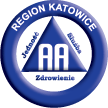 REGION KATOWICE
Jedność
Służba
AA
Zdrowienie